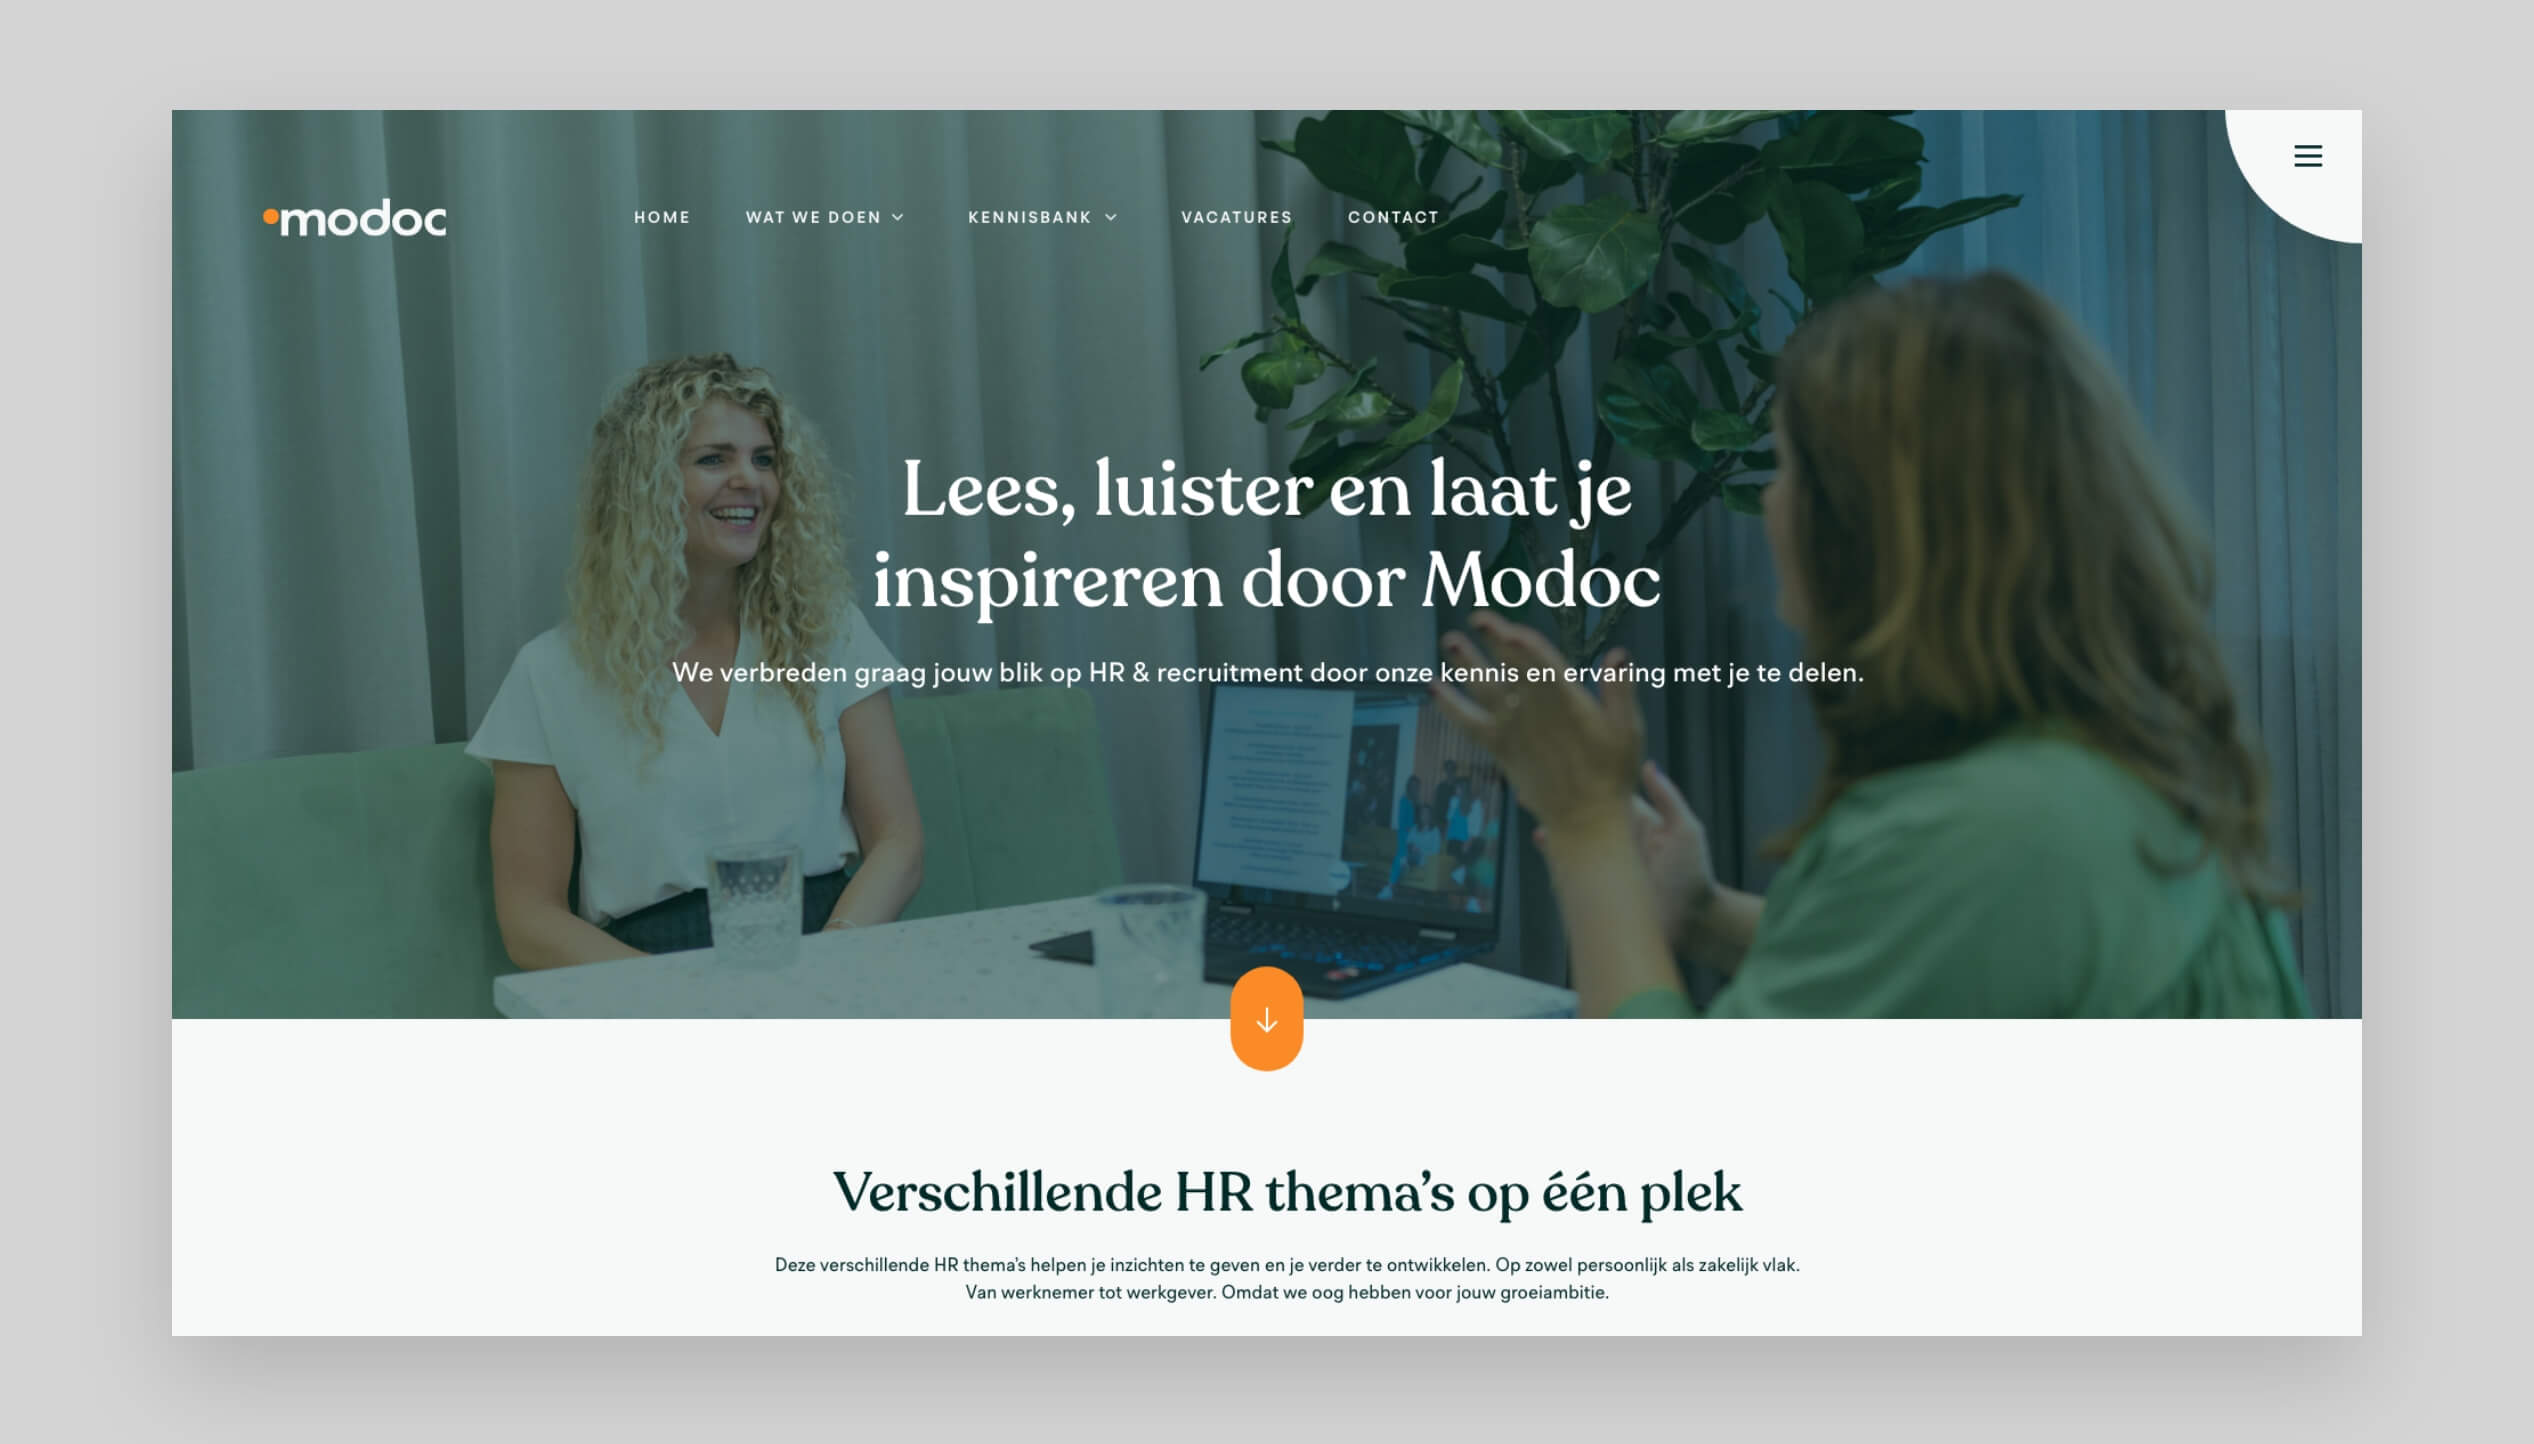 modoc
HOME WAT WE DOEN KENNISBANK VACATURES CONTACT
Lees, luister en laat je
inspireren door Modoc
We verbreden graag jouw blik op HR & recruitment door onze kennis en ervaring met je te delen.
Verschillende HR thema’s op één plek
Deze verschillende HR thema’s helpen je inzichten te geven en je verder te ontwikkelen. Op zowel persoonlijk als zakelijk vlak.
Van werknemer tot werkgever. Omdat we oog hebben voor jouw groeiambitie.